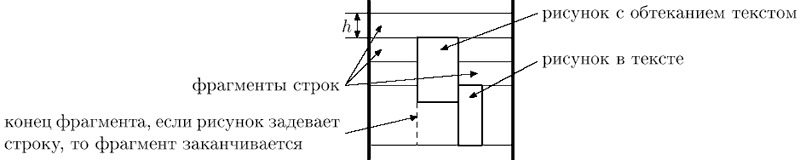 рисунок с обтеканием текстом
h
рисунок в тексте
фрагменты строк
конец фрагмента, если рисунок задевает
строку, то фрагмент заканчивается